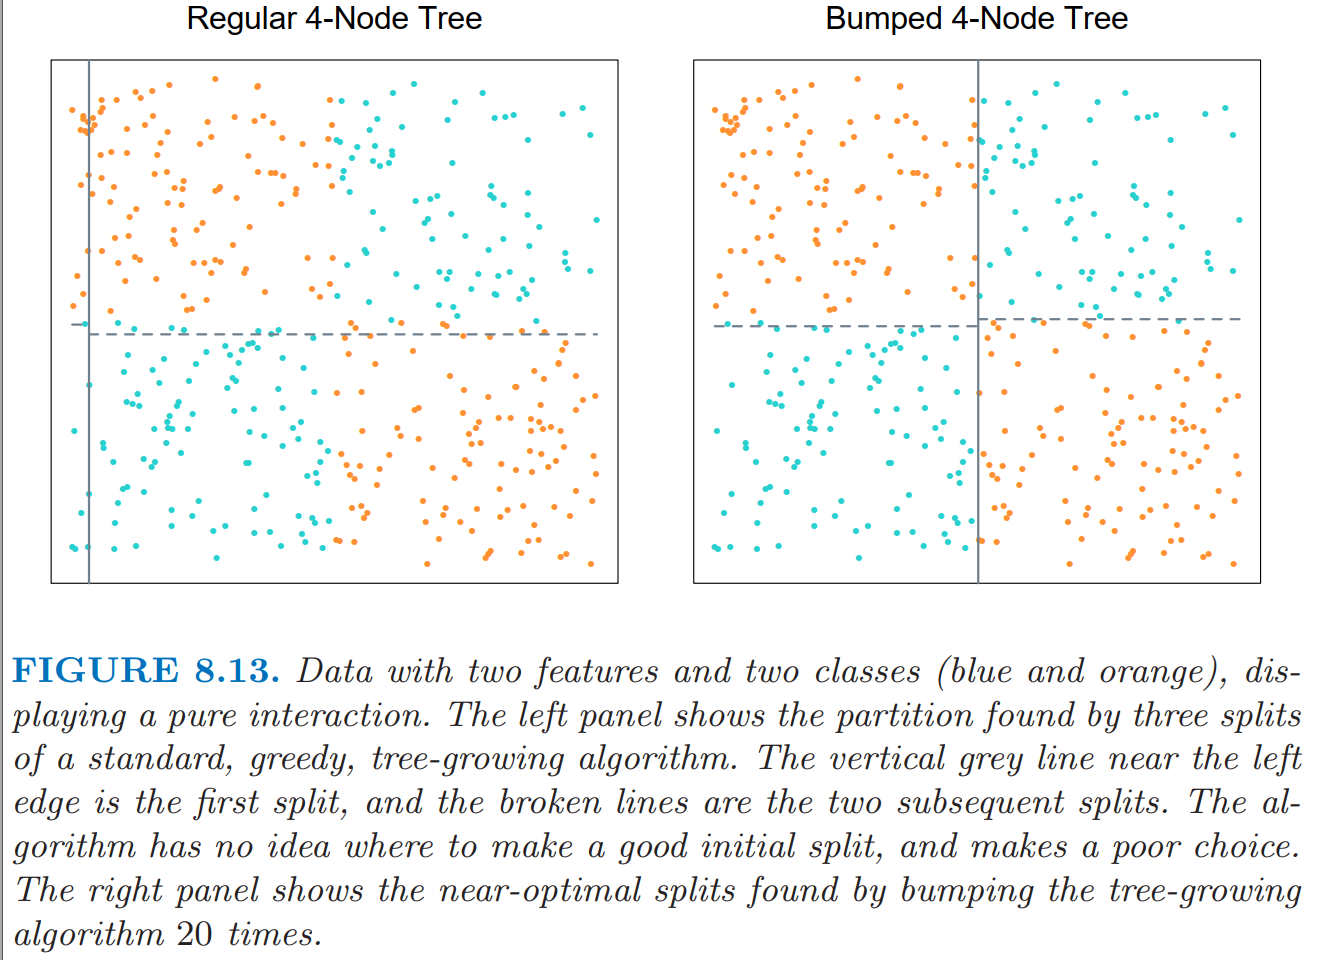 Regular 4-Node Tree
Bumped 4-Node Tree
FIGURE 8.13. Data with two features and two classes (blue and orange), dis-
playing a pure interaction. The left panel shows the partition found by three splits
of a standard, greedy, tree-growing algorithm. The vertical grey line near the left
edge is the first split, and the broken lines are the two subsequent splits. The al-
gorithm has no idea where to make a good initial split, and makes a poor choice.
The right panel shows the near-optimal splits found by bumping the tree-growing
algorithm 20 times.